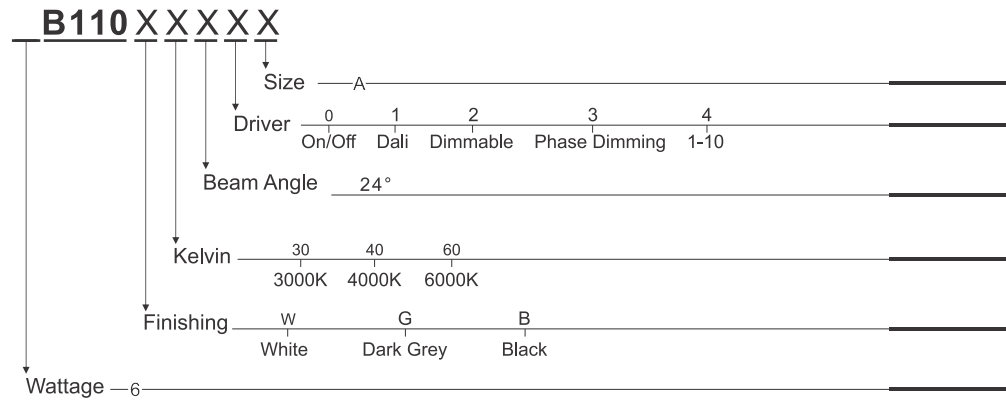 _ B110 X X X X X
Size A
0 1 2 3 4
Driver
On/Off Dali Dimmable Phase Dimming 1-10
Beam Angle 24°
30 40 60
Kelvin
3000K 4000K 6000K
W G B
Finishing
White Dark Grey Black
Wattage 6